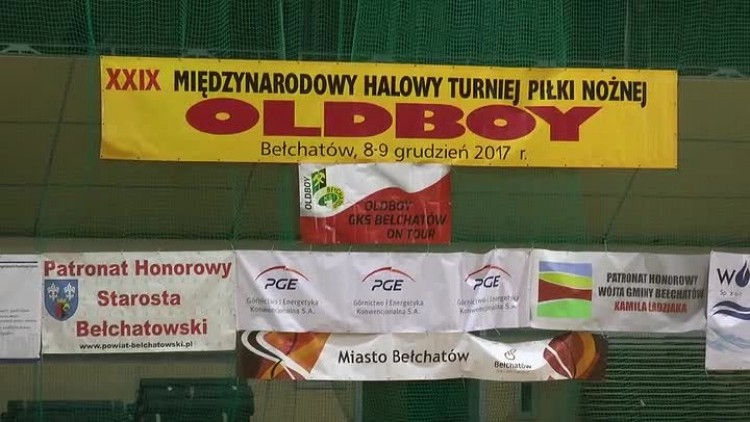 XXIX MIĘDZYNARODOWY HALOWY TURNIEJ PIŁKI NOŻNEJ
OLDBOY
Bełchatów, 8-9 grudzień 2017 r.
OLDBOY
OLDBOY
GKS BEŁCHATÓW
ON TOUR
Patronat Honorowy
Starosta
Bełchatowski
www.powiat-belchatowski.pl
PGE
Górnictwo i Energetyka
Konwencjonalna S.A.
PGE
Górnictwo i Energetyka
Konwencjonalna S.A.
PGE
Górnictwo i Energetyka
Konwencjonalna S.A.
PATRONAT HONOROWY
WÓJTA GMINY BEŁCHATÓW
KAMILA ŁADZIAKA
Sp. z o.o.
Miasto Bełchatów
Bełchatów